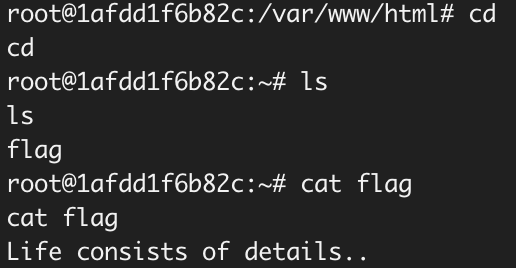 root@1afdd1f6b82c:/var/www/html# cd
cd
root@1afdd1f6b82c:~# ls
ls
flag
root@1afdd1f6b82c:~# cat flag
cat flag
Life consists of details..